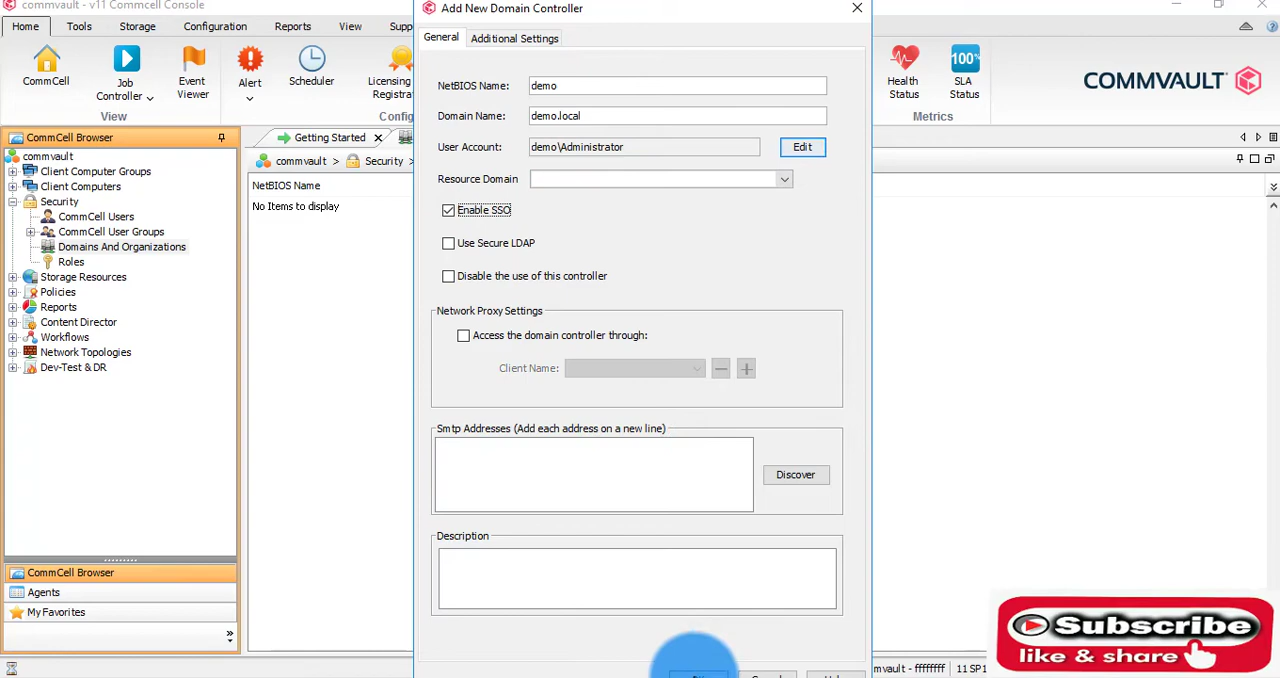 commvault - v11 Commcell Console
Add New Domain Controller
Home
Tools
Storage
Configuration
Reports
View
CommCell
Job
Controller
Event
Viewer
Alert
Scheduler
Licensing
View
Health
Status
SLA
Status
100%
Metrics
COMMVAULT
General
Additional Settings
NetBIOS Name:
demo
Domain Name:
demo.local
User Account:
demo\Administrator
Edit
Resource Domain
Enable SSO
Use Secure LDAP
Disable the use of this controller
Network Proxy Settings
Access the domain controller through:
Client Name:
Smtp Addresses (Add each address on a new line)
Discover
Description
CommCell Browser
commvault
Client Computer Groups
Client Computers
Security
CommCell Users
CommCell User Groups
Domains And Organizations
Roles
Storage Resources
Policies
Reports
Content Director
Workflows
Network Topologies
Dev-Test & DR
CommCell Browser
Agents
My Favorites
Getting Started
commvault > Security >
NetBIOS Name
No Items to display
Subscribe
like & share
mvault - ffffffff
11 SP1